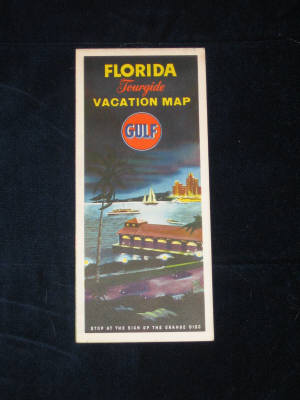 FLORIDA
Tourgide
VACATION MAP
GULF
STOP AT THE SIGN OF THE ORANGE DISC